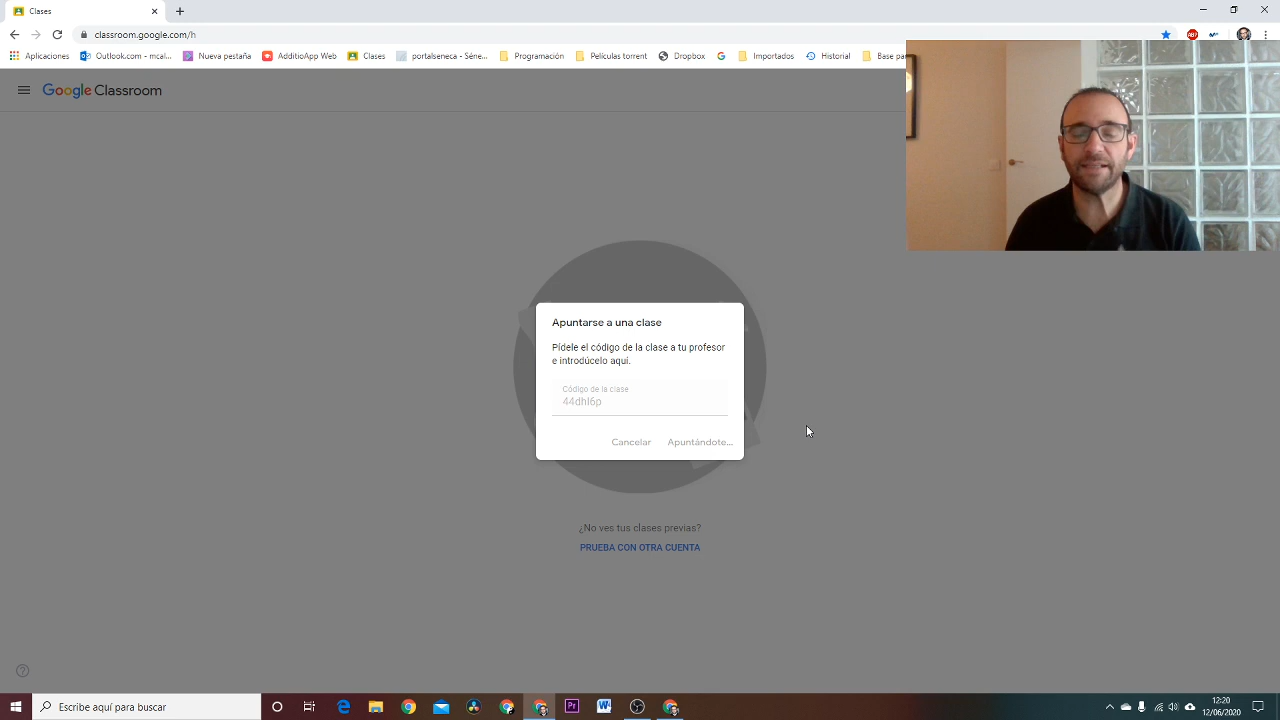 Clases
classroom.google.com/h
Aplicaciones Outlook.com - mcal... Nueva pestaña AdditioApp Web Clases portalseneca - Séne... Programación Películas torrent Dropbox Importados Historial Base pa
Google Classroom
Apuntarse a una clase
Pídele el código de la clase a tu profesor
e introdúcelo aquí.
Código de la clase
44dhl6p
Cancelar Apuntándote...
¿No ves tus clases previas?
PRUEBA CON OTRA CUENTA
Escribe aquí para buscar
12:20
12/06/2020